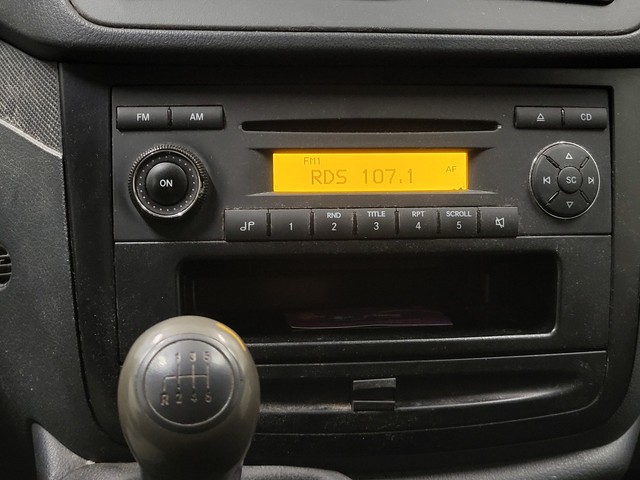 FM AM
CD
FM1
AF
RDS 107.1
ON
SC
RND TITLE RPT SCROLL
1 2 3 4 5
1 3 5
R 2 4 6